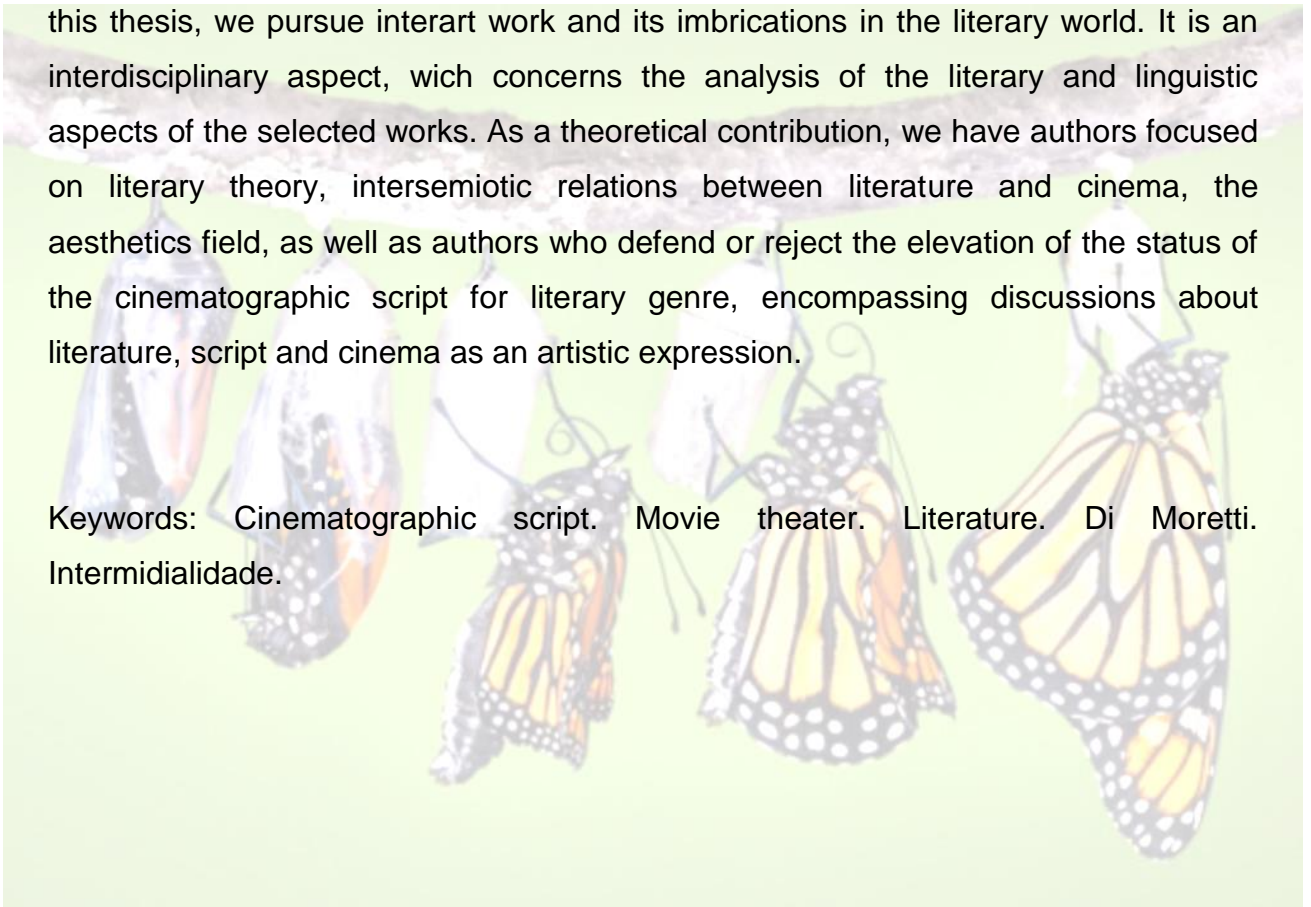 this thesis, we pursue interart work and its imbrications in the literary world. It is an
interdisciplinary aspect, wich concerns the analysis of the literary and linguistic
aspects of the selected works. As a theoretical contribution, we have authors focused
on literary theory, intersemiotic relations between literature and cinema, the
aesthetics field, as well as authors who defend or reject the elevation of the status of
the cinematographic script for literary genre, encompassing discussions about
literature, script and cinema as an artistic expression.
Keywords: Cinematographic script. Movie theater. Literature. Di Moretti.
Intermidialidade.